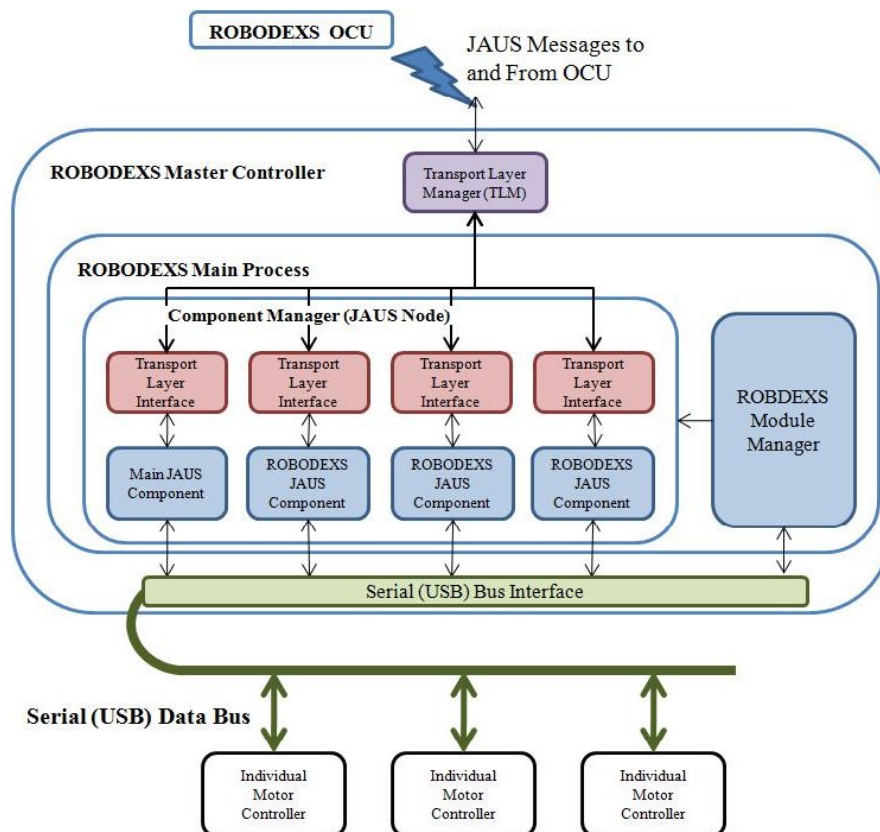 ROBODEXS OCU
JAUS Messages to
and From OCU
ROBODEXS Master Controller
Transport Layer
Manager (TLM)
ROBODEXS Main Process
Component Manager (JAUS Node)
Transport
Layer
Interface
Transport
Layer
Interface
Transport
Layer
Interface
Transport
Layer
Interface
ROBDEXS
Module
Manager
Main JAUS
Component
ROBODEXS
JAUS
Component
ROBODEXS
JAUS
Component
ROBODEXS
JAUS
Component
Serial (USB) Bus Interface
Serial (USB) Data Bus
Individual
Motor
Controller
Individual
Motor
Controller
Individual
Motor
Controller